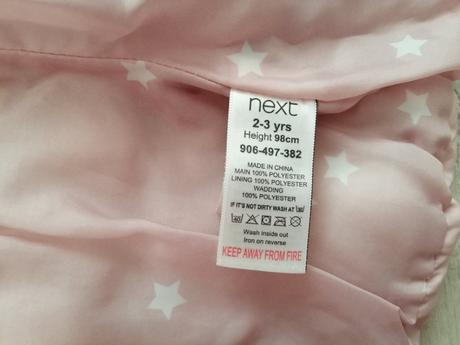 next
2-3 yrs
Height 98cm
906-497-382
MADE IN CHINA
MAIN 100% POLYESTER
LINING 100% POLYESTER
WADDING
100% POLYESTER
IF IT'S NOT DIRTY WASH AT
Wash inside out
Iron on reverse
KEEP AWAY FROM FIRE